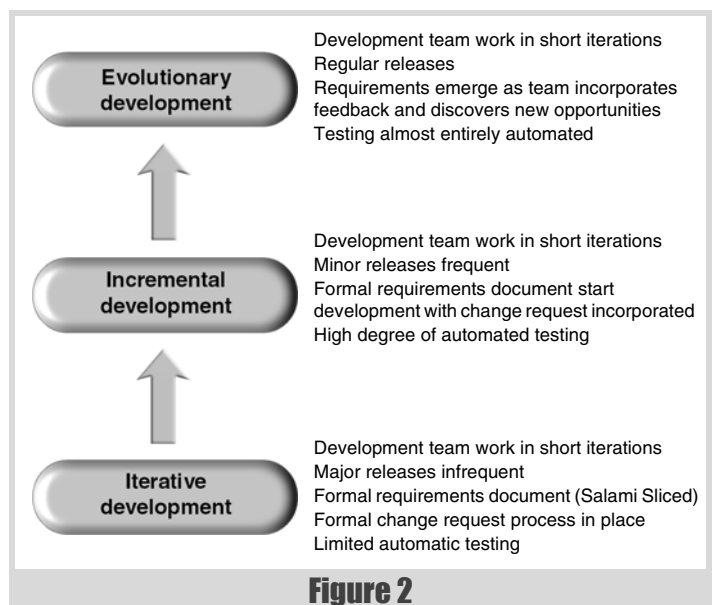 Evolutionary
development
Development team work in short iterations
Regular releases
Requirements emerge as team incorporates
feedback and discovers new opportunities
Testing almost entirely automated
Incremental
development
Development team work in short iterations
Minor releases frequent
Formal requirements document start
development with change request incorporated
High degree of automated testing
Iterative
development
Development team work in short iterations
Major releases infrequent
Formal requirements document (Salami Sliced)
Formal change request process in place
Limited automatic testing
Figure 2